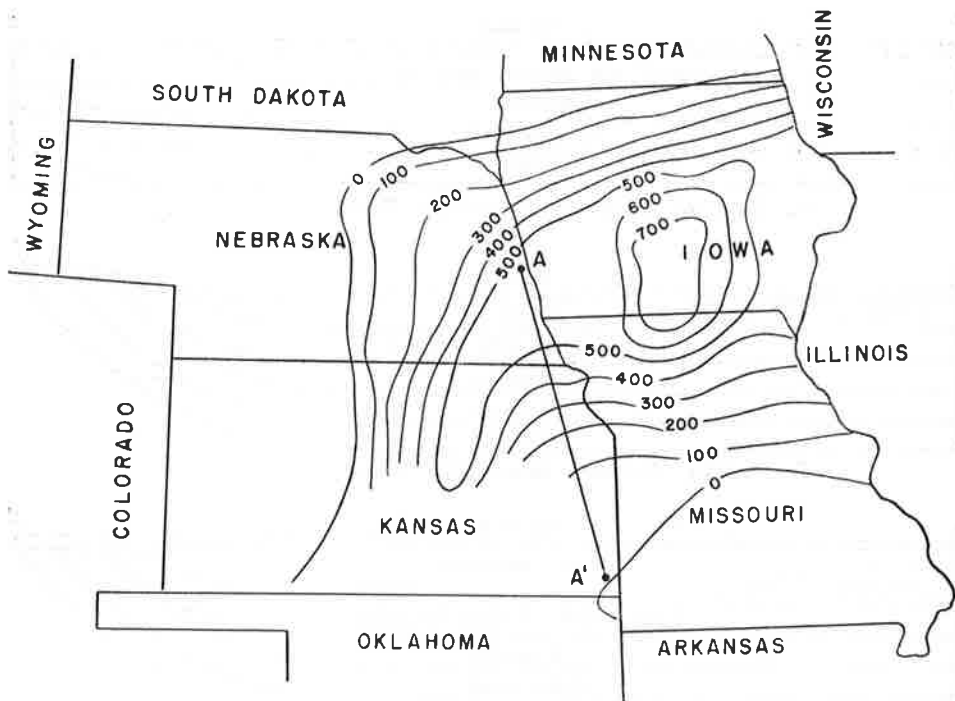 MINNESOTA
WISCONSIN
SOUTH DAKOTA
WYOMING
0
100
200
300
400
500
500
600
700
NEBRASKA
A
IOWA
ILLINOIS
500
400
300
200
100
0
COLORADO
KANSAS
MISSOURI
A'
OKLAHOMA
ARKANSAS